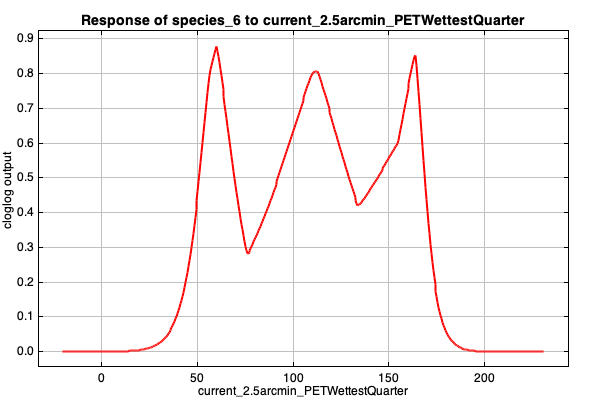 Response of species_6 to current_2.5arcmin_PETWettestQuarter
cloglog output
0.9
0.8
0.7
0.6
0.5
0.4
0.3
0.2
0.1
0.0
0 50 100 150 200
current_2.5arcmin_PETWettestQuarter